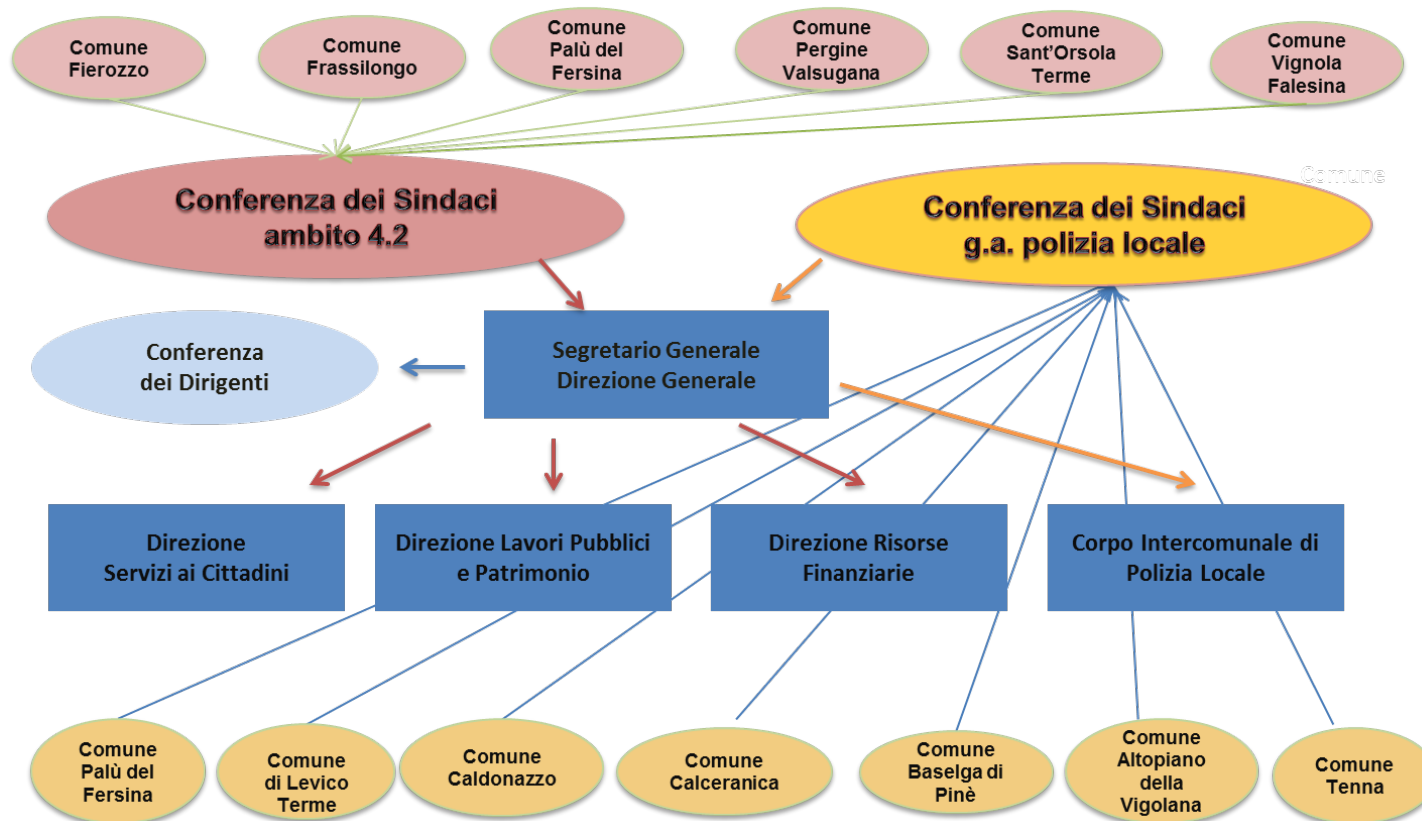 Comune
Fierozzo
Comune
Frassilongo
Comune
Palù del
Fersina
Comune
Pergine
Valsugana
Comune
Sant'Orsola
Terme
Comune
Vignola
Falesina
Conferenza dei Sindaci
ambito 4.2
Comune
Conferenza dei Sindaci
g.a. polizia locale
Conferenza
dei Dirigenti
Segretario Generale
Direzione Generale
Direzione
Servizi ai Cittadini
Direzione Lavori Pubblici
e Patrimonio
Direzione Risorse
Finanziarie
Corpo Intercomunale di
Polizia Locale
Comune
Palù del
Fersina
Comune
di Levico
Terme
Comune
Caldonazzo
Comune
Calceranica
Comune
Baselga di
Pinè
Comune
Altopiano
della
Vigolana
Comune
Tenna